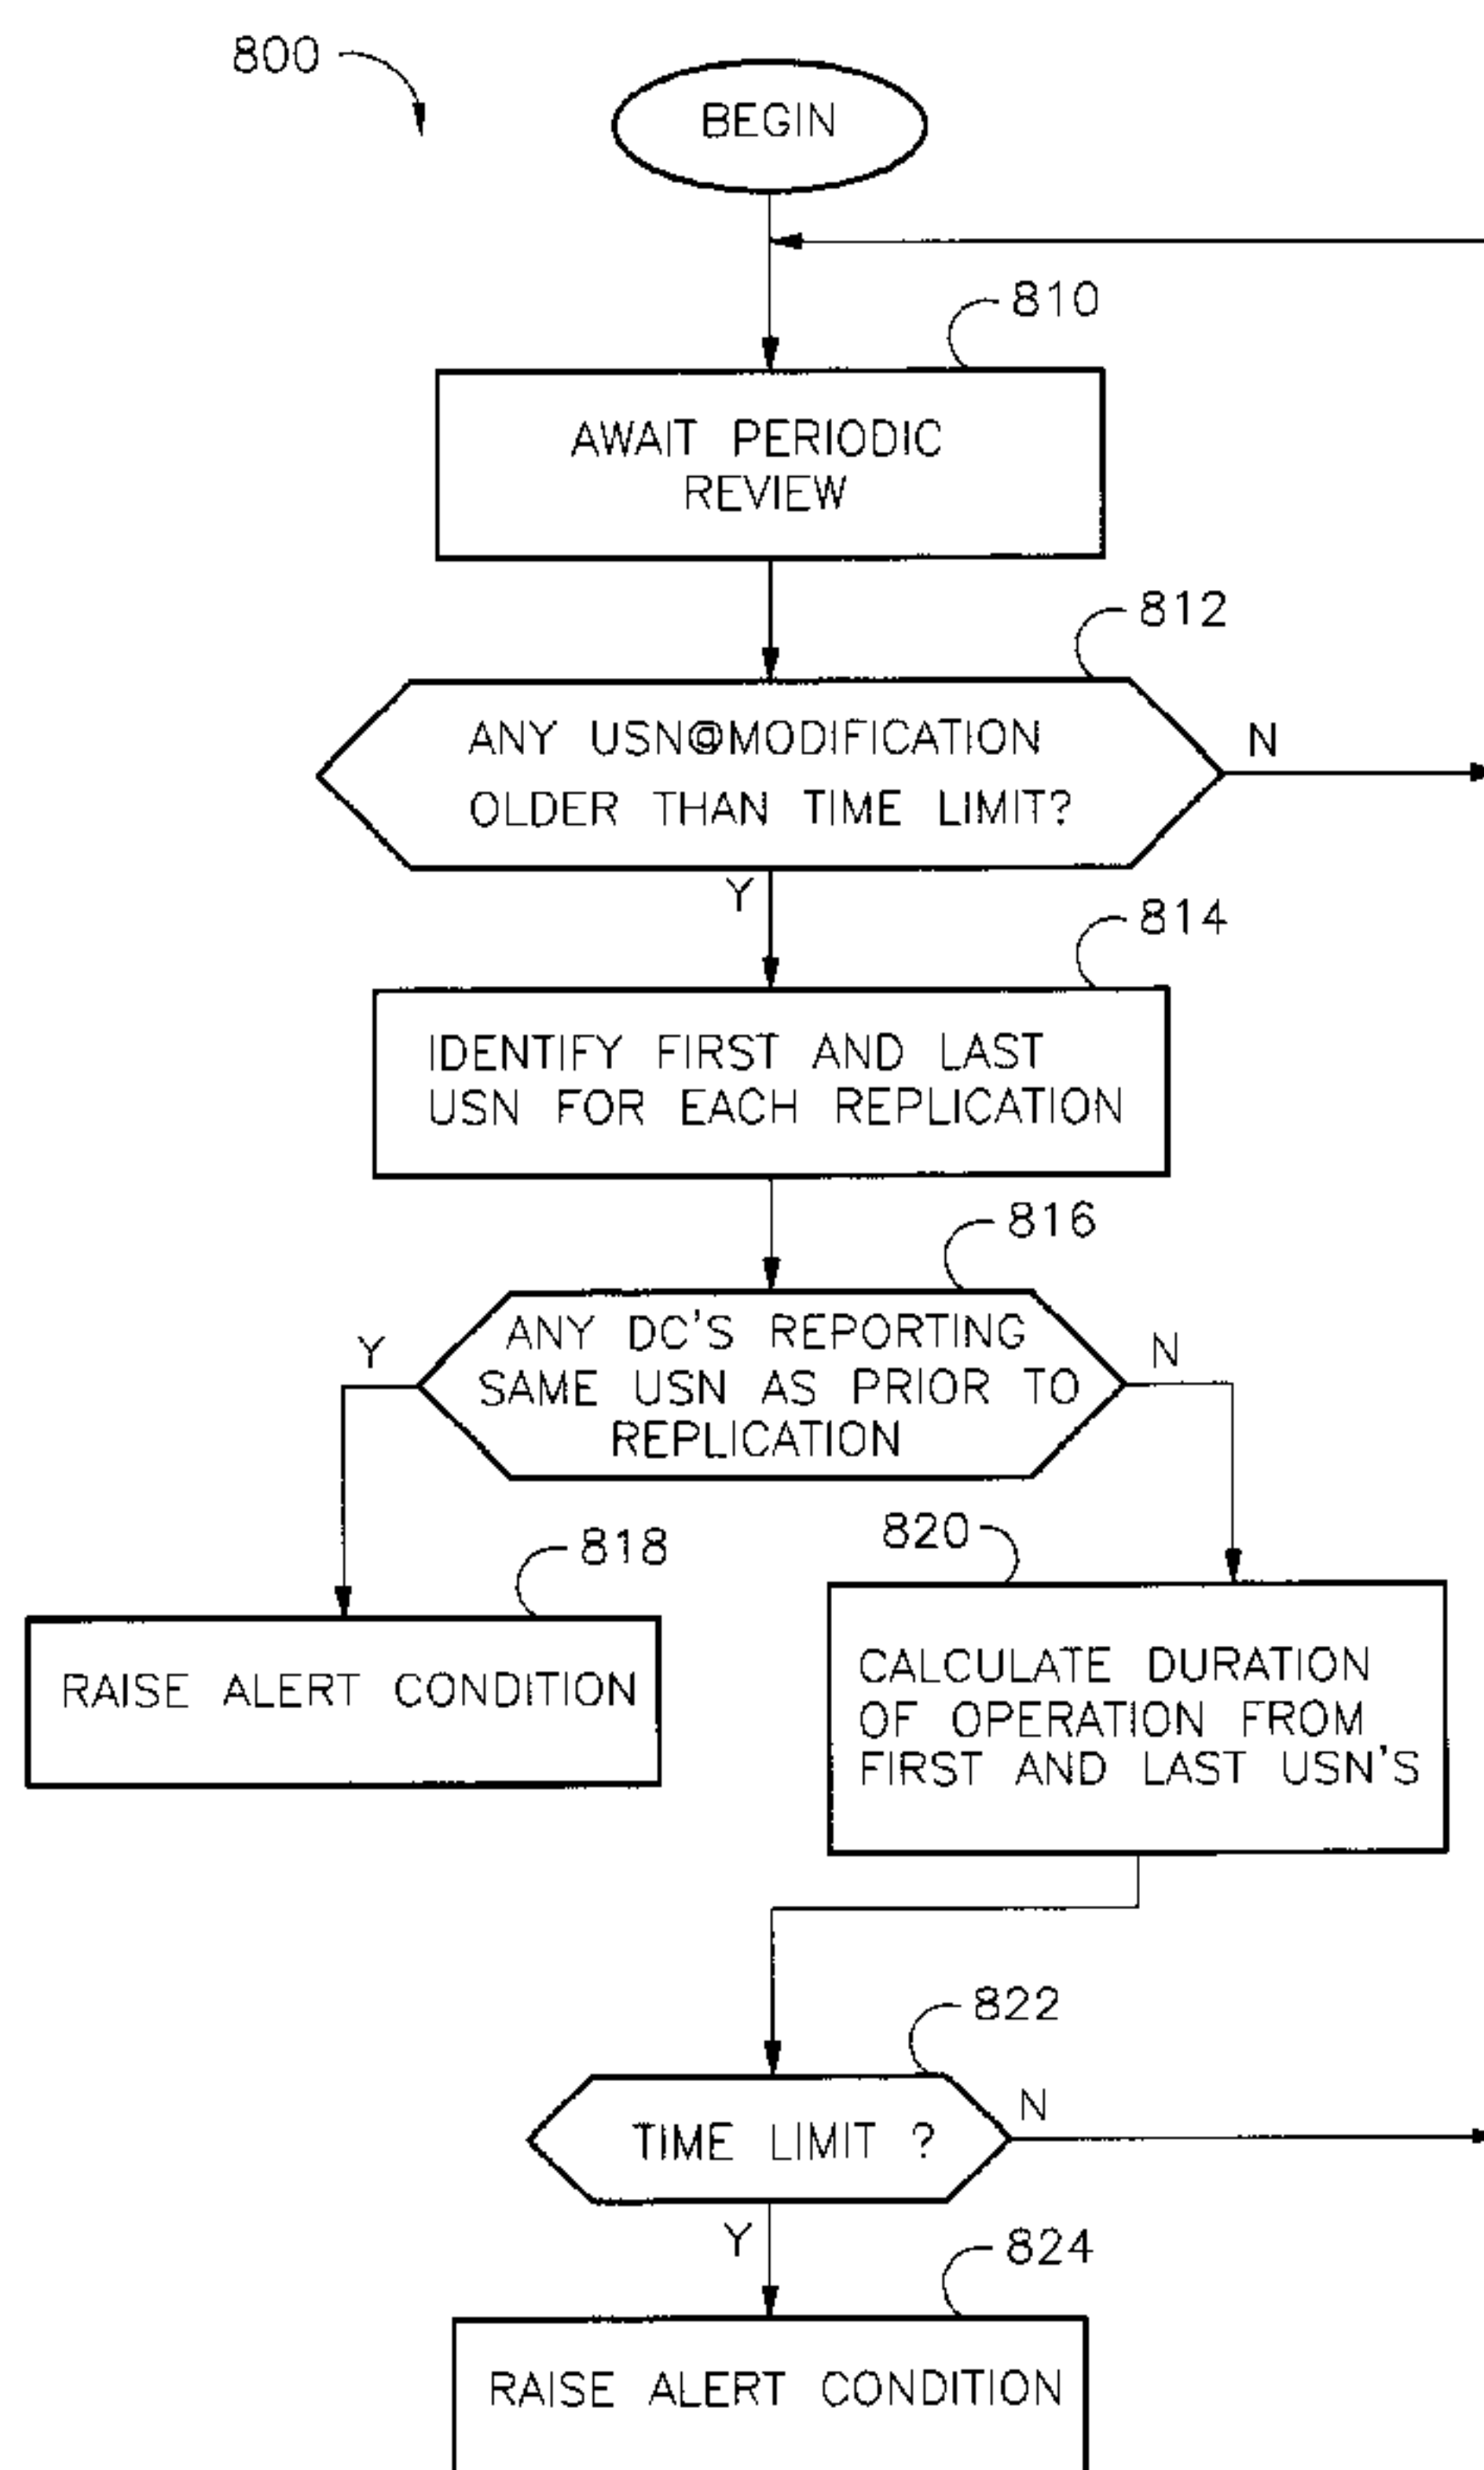 800
BEGIN
810
AWAIT PERIODIC
REVIEW
812
ANY USN@MODIFICATION
OLDER THAN TIME LIMIT?
N
Y
814
IDENTIFY FIRST AND LAST
USN FOR EACH REPLICATION
816
ANY DC'S REPORTING
SAME USN AS PRIOR TO
REPLICATION
Y
N
818
RAISE ALERT CONDITION
820
CALCULATE DURATION
OF OPERATION FROM
FIRST AND LAST USN'S
822
TIME LIMIT ?
N
Y
824
RAISE ALERT CONDITION